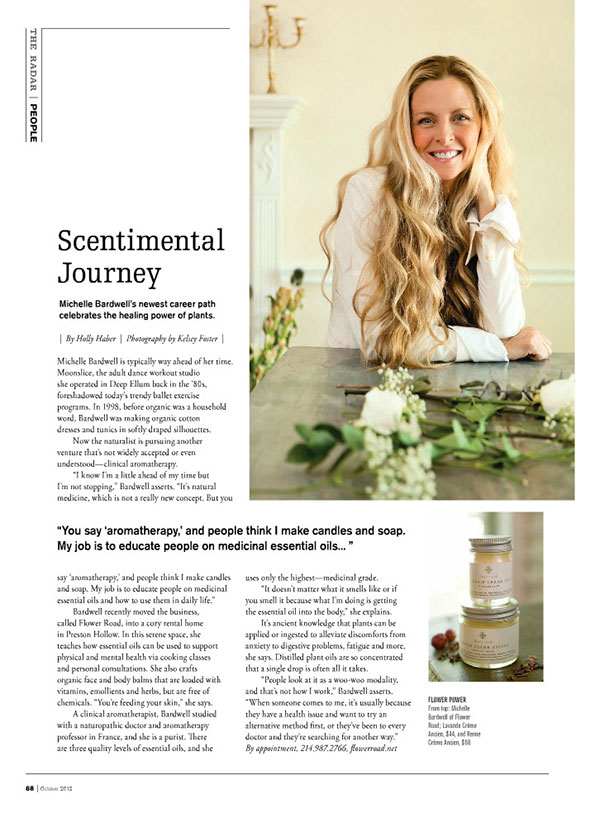 THE RADAR | PEOPLE
Scentimental
Journey
Michelle Bardwell's newest career path
celebrates the healing power of plants.
| By Holly Haber | Photography by Kelsey Foster |
Michelle Bardwell is typically way ahead of her time.
Moonslice, the adult dance workout studio
she operated in Deep Ellum back in the '80s,
foreshadowed today's trendy ballet exercise
programs. In 1998, before organic was a household
word, Bardwell was making organic cotton
dresses and tunics in softly draped silhouettes.
Now the naturalist is pursuing another
venture that's not widely accepted or even
understood—clinical aromatherapy.
"I know I'm a little ahead of my time but
I'm not stopping," Bardwell asserts. "It's natural
medicine, which is not a really new concept. But you
"You say 'aromatherapy,' and people think I make candles and soap.
My job is to educate people on medicinal essential oils... "
say 'aromatherapy,' and people think I make candles
and soap. My job is to educate people on medicinal
essential oils and how to use them in daily life."
Bardwell recently moved the business,
called Flower Road, into a cozy rental home
in Preston Hollow. In this serene space, she
teaches how essential oils can be used to support
physical and mental health via cooking classes
and personal consultations. She also crafts
organic face and body balms that are loaded with
vitamins, emollients and herbs, but are free of
chemicals. "You're feeding your skin," she says.
A clinical aromatherapist, Bardwell studied
with a naturopathic doctor and aromatherapy
professor in France, and she is a purist. There
are three quality levels of essential oils, and she
uses only the highest—medicinal grade.
"It doesn't matter what it smells like or if
you smell it because what I'm doing is getting
the essential oil into the body," she explains.
It's ancient knowledge that plants can be
applied or ingested to alleviate discomforts from
anxiety to digestive problems, fatigue and more,
she says. Distilled plant oils are so concentrated
that a single drop is often all it takes.
"People look at it as a woo-woo modality,
and that's not how I work," Bardwell asserts.
"When someone comes to me, it's usually because
they have a health issue and want to try an
alternative method first, or they've been to every
doctor and they're searching for another way."
By appointment, 214.987.2766, flowerroad.net
FLOWER POWER
From top: Michelle
Bardwell of Flower
Road; Lavande Crème
Ancien, $44, and Renne
Crème Ancien, $66
68 | October 2012